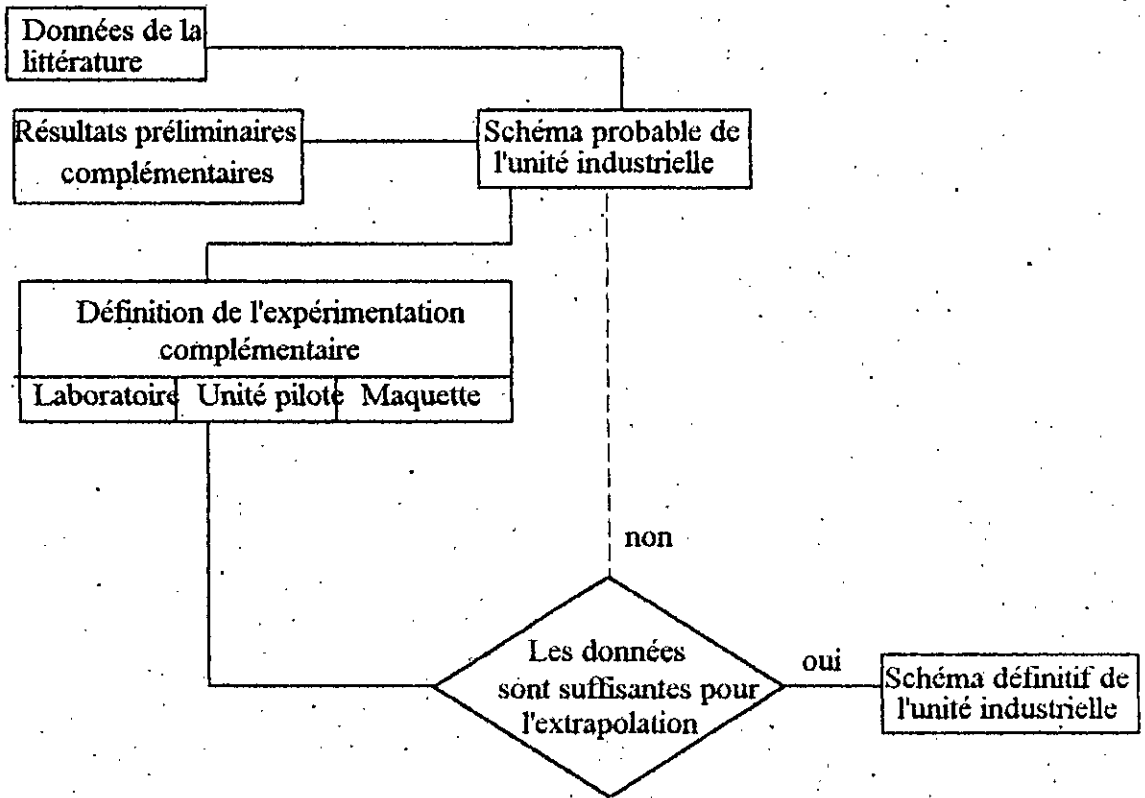 Données de la
littérature
Résultats préliminaires
complémentaires
Schéma probable de
l'unité industrielle
Définition de l'expérimentation
complémentaire
Laboratoire Unité pilote Maquette
non
Les données
sont suffisantes pour
l'extrapolation
oui
Schéma définitif de
l'unité industrielle